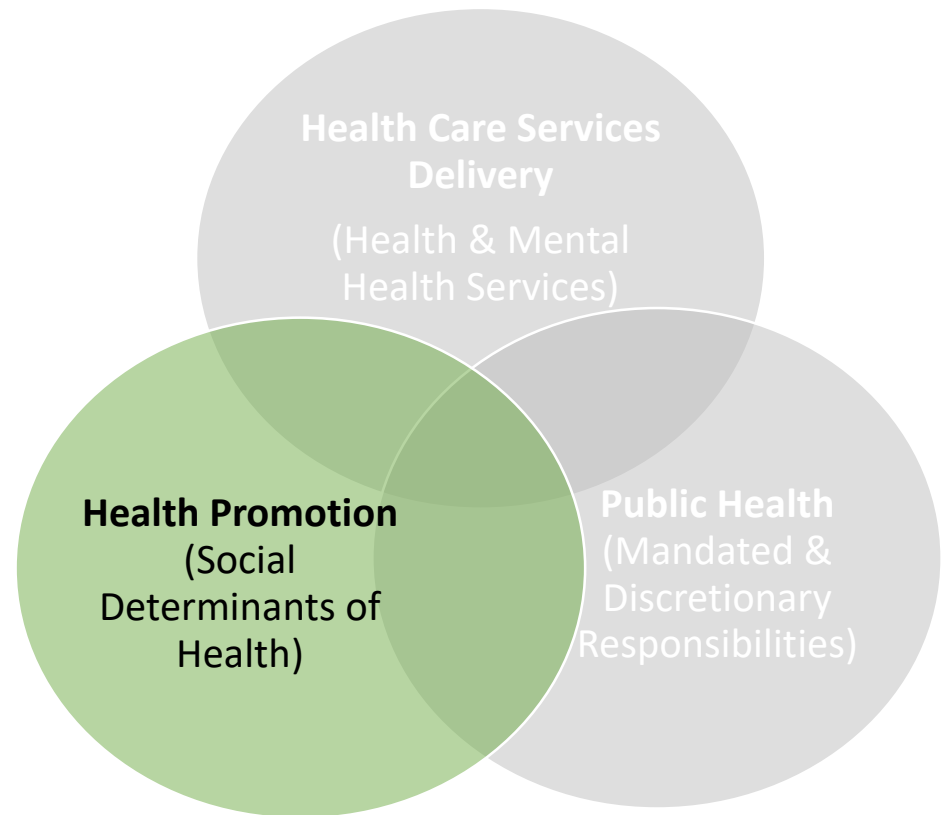 Health Care Services
Delivery
(Health & Mental
Health Services)
Health Promotion
(Social
Determinants of
Health)
Public Health
(Mandated &
Discretionary
Responsibilities)